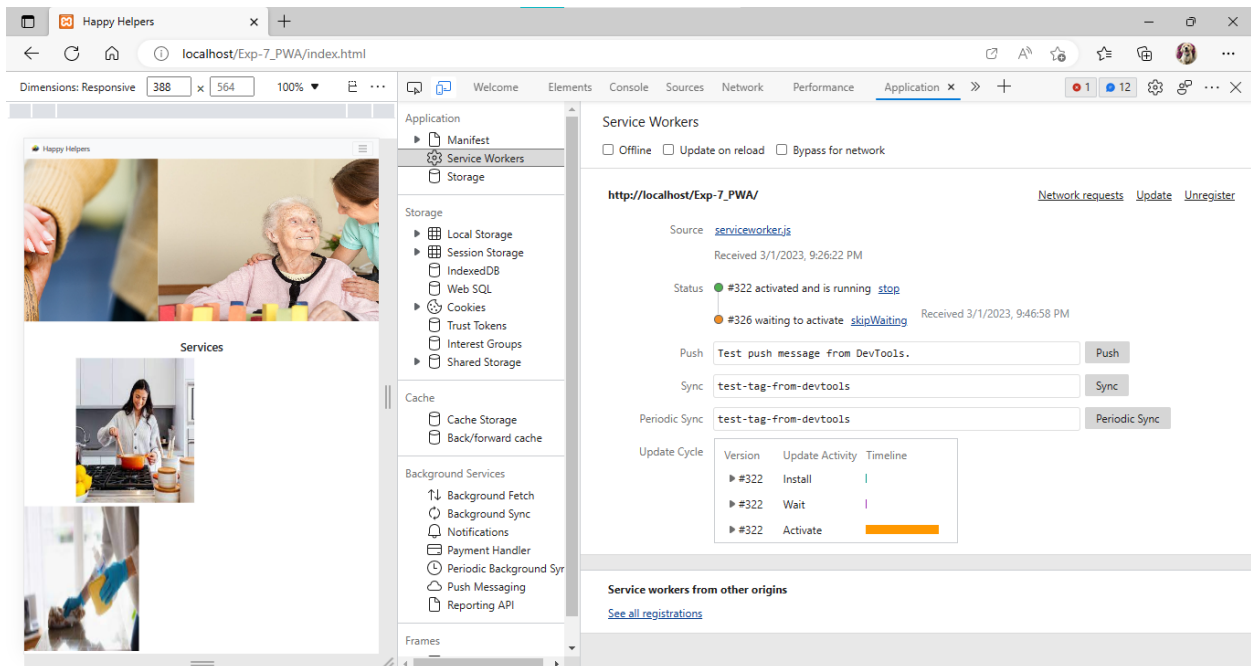 Happy Helpers
localhost/Exp-7_PWA/index.html
Dimensions: Responsive 388 x 564 100% ▼
Welcome Elements Console Sources Network Performance Application 1 12
Happy Helpers
Services
Application
Manifest
Service Workers
Storage
Storage
Local Storage
Session Storage
IndexedDB
Web SQL
Cookies
Trust Tokens
Interest Groups
Shared Storage
Cache
Cache Storage
Back/forward cache
Background Services
Background Fetch
Background Sync
Notifications
Payment Handler
Periodic Background Syn
Push Messaging
Reporting API
Frames
Service Workers
Offline Update on reload Bypass for network
http://localhost/Exp-7_PWA/ Network requests Update Unregister
Source serviceworker.js
Received 3/1/2023, 9:26:22 PM
Status #322 activated and is running stop
#326 waiting to activate skipWaiting Received 3/1/2023, 9:46:58 PM
Push Test push message from DevTools. Push
Sync test-tag-from-devtools Sync
Periodic Sync test-tag-from-devtools Periodic Sync
Update Cycle Version Update Activity Timeline
#322 Install
#322 Wait
#322 Activate
Service workers from other origins
See all registrations